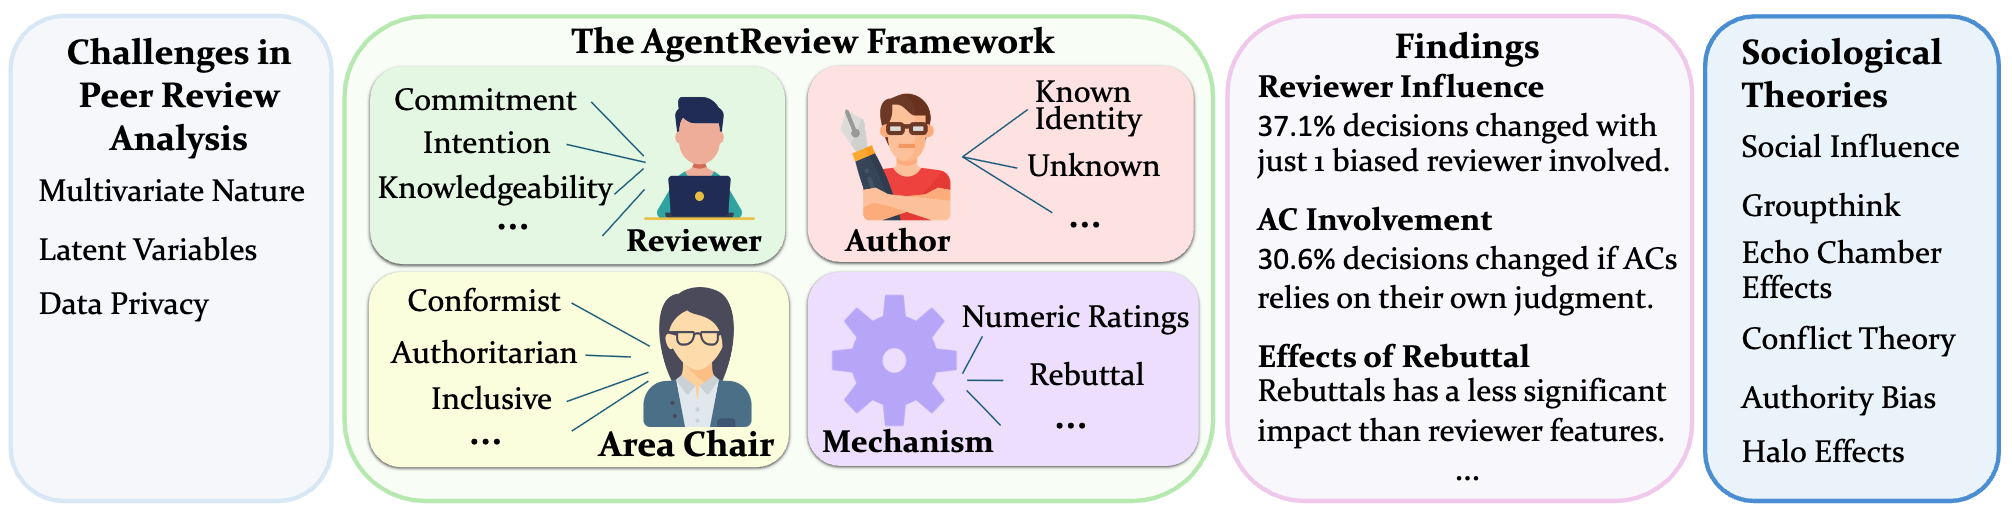 Challenges in
Peer Review
Analysis
Multivariate Nature
Latent Variables
Data Privacy
The AgentReview Framework
Commitment
Intention
Knowledgeability
...
Reviewer
Known
Identity
Unknown
...
Author
Conformist
Authoritarian
Inclusive
...
Area Chair
Numeric Ratings
Rebuttal
...
Mechanism
Findings
Reviewer Influence
37.1% decisions changed with
just 1 biased reviewer involved.
AC Involvement
30.6% decisions changed if ACs
relies on their own judgment.
Effects of Rebuttal
Rebuttals has a less significant
impact than reviewer features.
...
Sociological
Theories
Social Influence
Groupthink
Echo Chamber
Effects
Conflict Theory
Authority Bias
Halo Effects